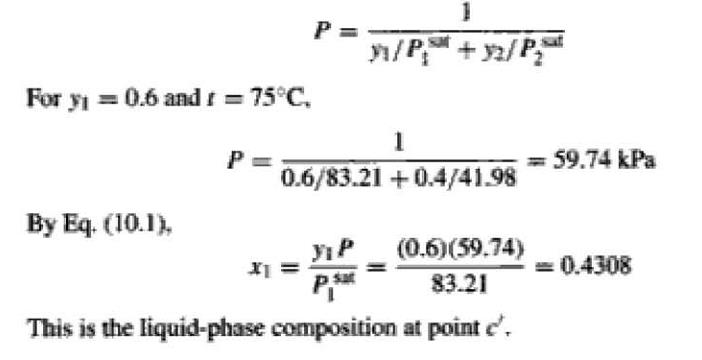 P = 1 / (y₁/P₁^sat + y₂/P₂^sat)
For y₁ = 0.6 and t = 75°C,
P = 1 / (0.6/83.21 + 0.4/41.98) = 59.74 kPa
By Eq. (10.1),
x₁ = y₁P / P₁^sat = (0.6)(59.74) / 83.21 = 0.4308
This is the liquid-phase composition at point c′.